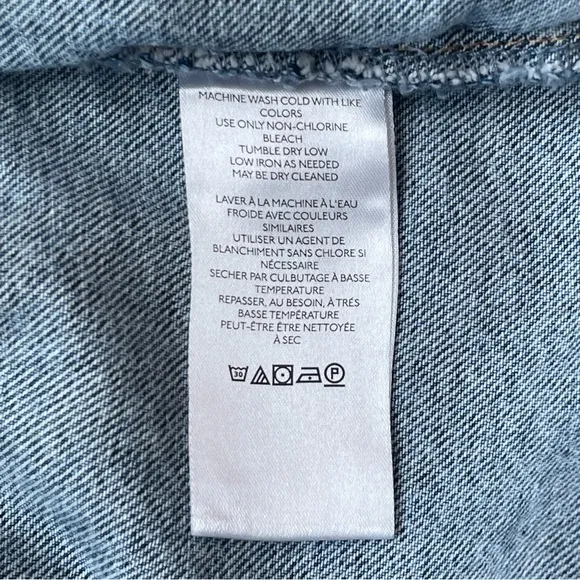 MACHINE WASH COLD WITH LIKE
COLORS
USE ONLY NON-CHLORINE
BLEACH
TUMBLE DRY LOW
LOW IRON AS NEEDED
MAY BE DRY CLEANED
LAVER À LA MACHINE À L'EAU
FROIDE AVEC COULEURS
SIMILAIRES
UTILISER UN AGENT DE
BLANCHIMENT SANS CHLORE SI
NÉCESSAIRE
SECHER PAR CULBUTAGE À BASSE
TEMPERATURE
REPASSER, AU BESOIN, À TRÉS
BASSE TEMPÉRATURE
PEUT-ÊTRE ÊTRE NETTOYÉE
À SEC
30 P